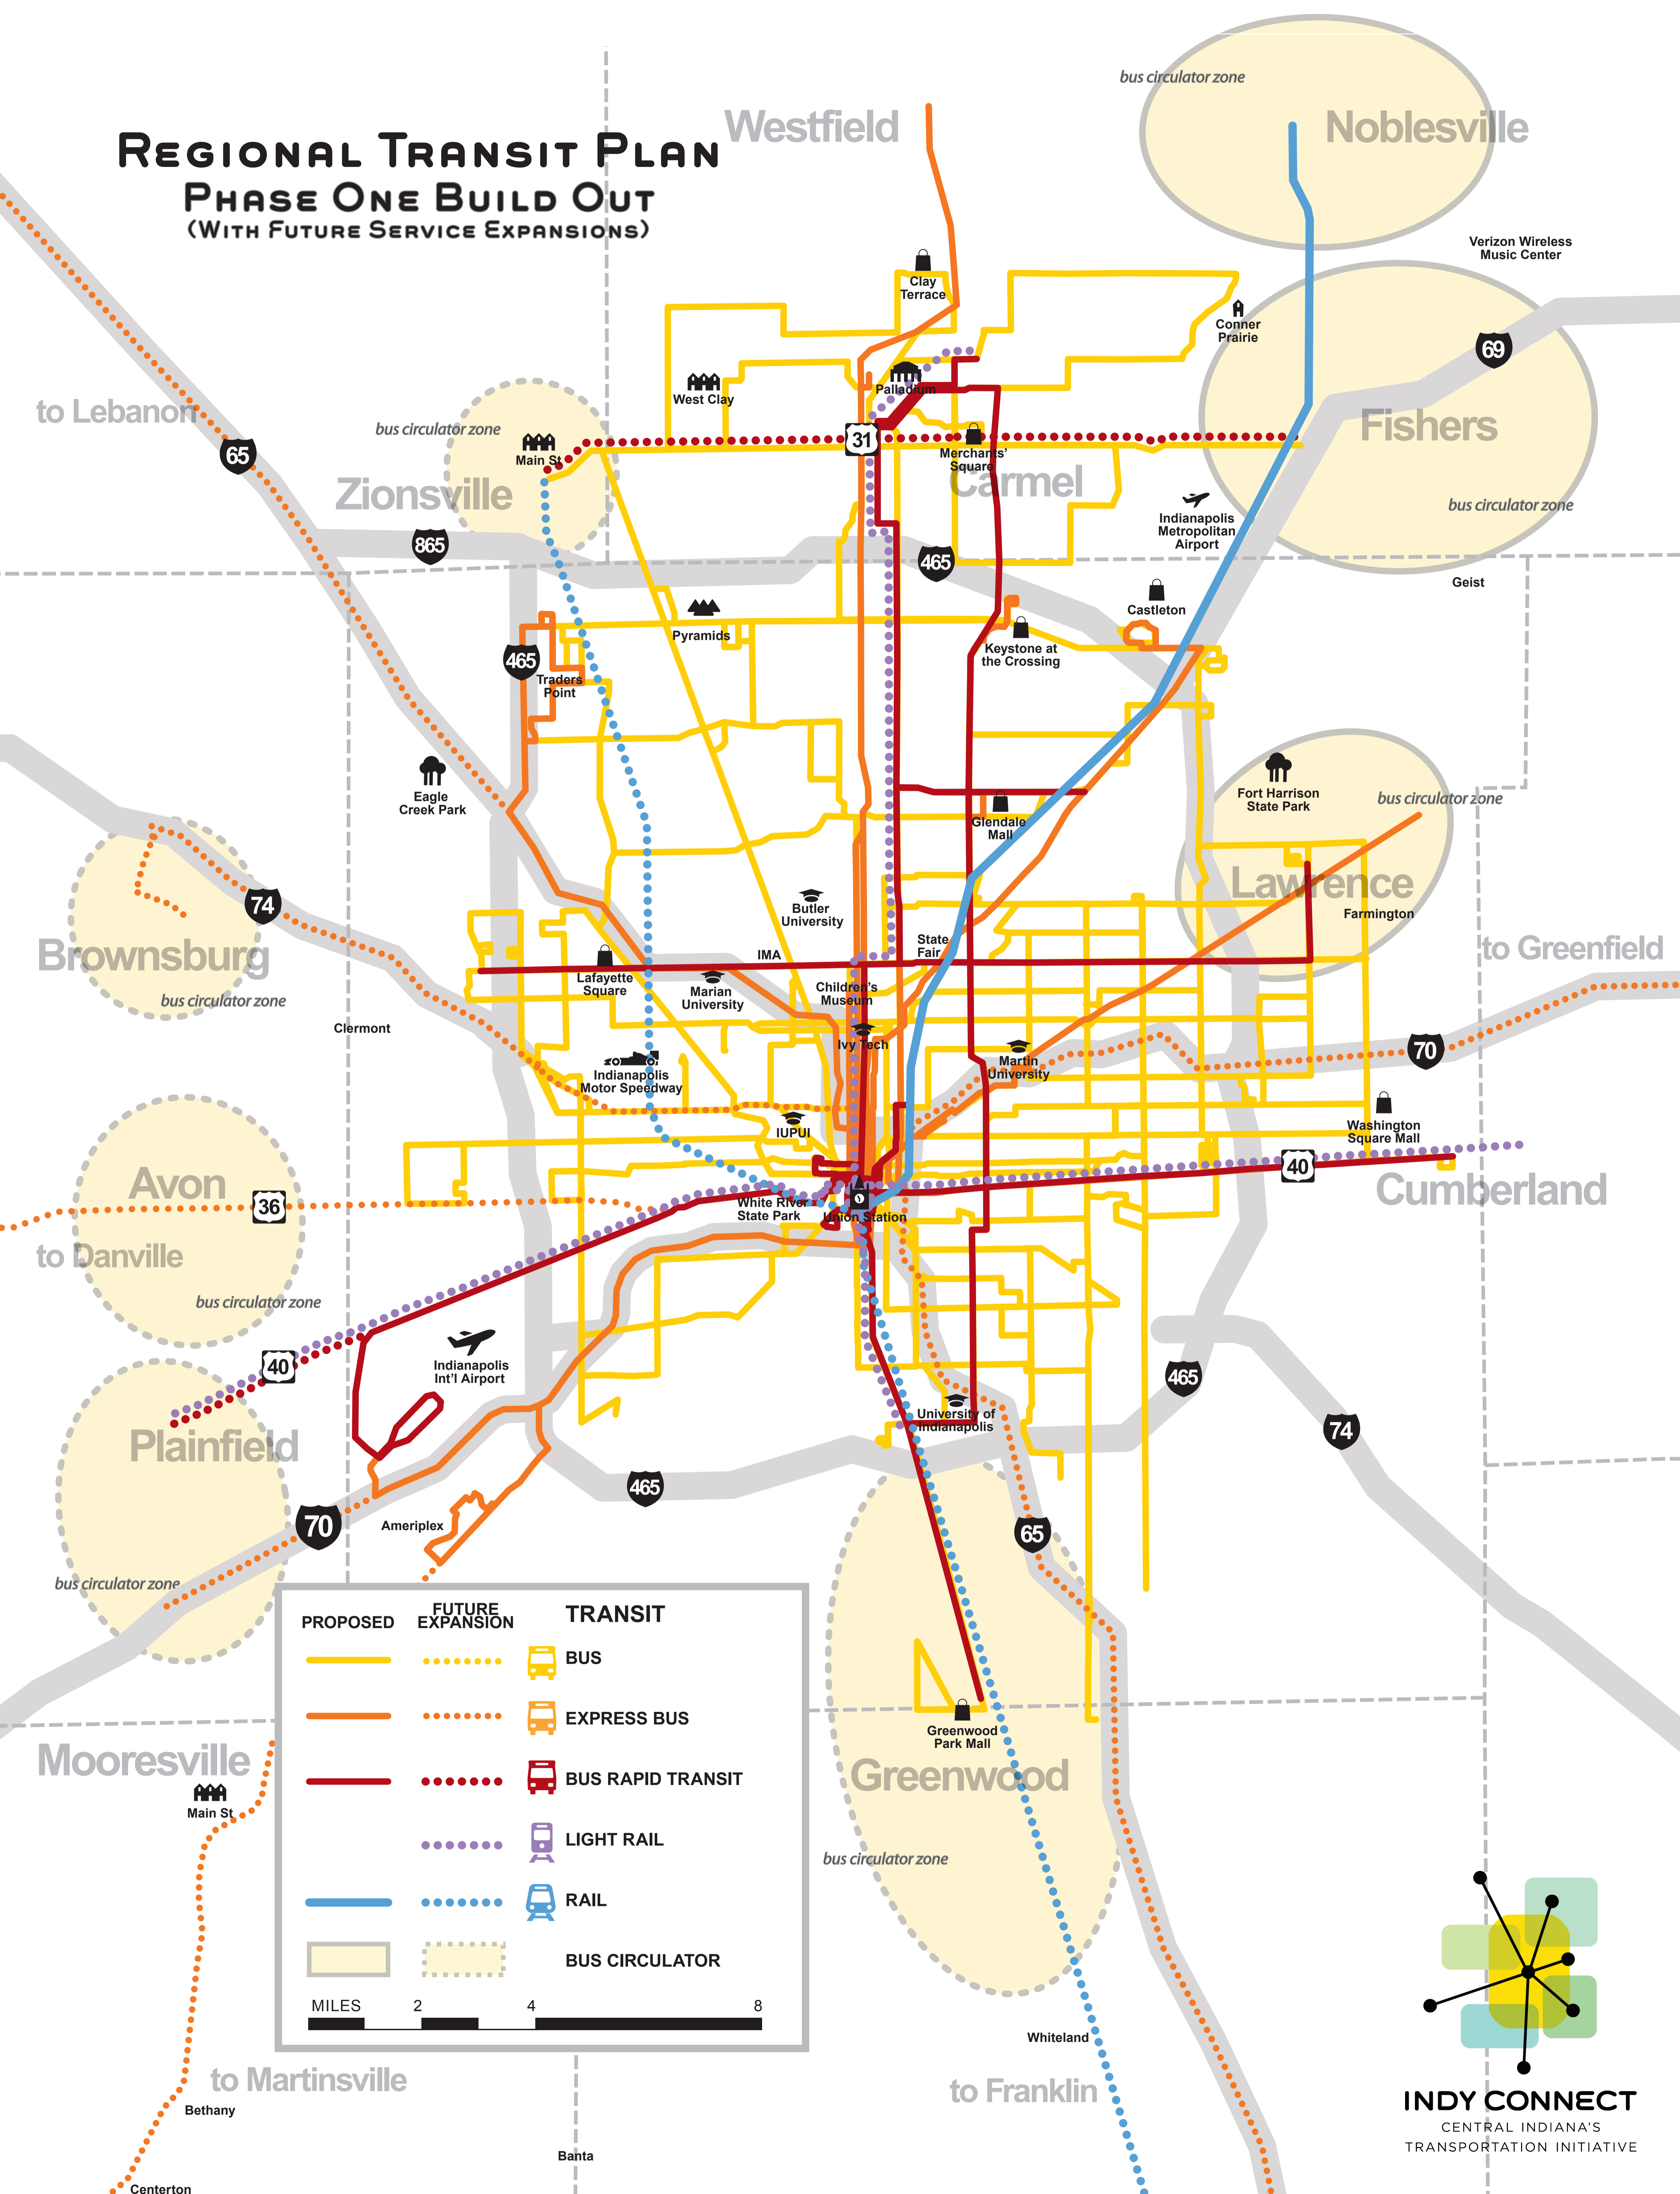 REGIONAL TRANSIT PLAN
PHASE ONE BUILD OUT
(WITH FUTURE SERVICE EXPANSIONS)
Westfield
bus circulator zone
Noblesville
Verizon Wireless
Music Center
Clay
Terrace
Conner
Prairie
69
to Lebanon
West Clay
Palladium
bus circulator zone
Fishers
65
Main St
31
Merchants'
Square
Zionsville
Carmel
bus circulator zone
Indianapolis
Metropolitan
Airport
865
465
Geist
Castleton
Pyramids
465
Keystone at
the Crossing
Traders
Point
Eagle
Creek Park
Fort Harrison
State Park
bus circulator zone
Glendale
Mall
Lawrence
74
Butler
University
Farmington
Brownsburg
State
Fair
to Greenfield
IMA
Lafayette
Square
Marian
University
Children's
Museum
bus circulator zone
Clermont
Ivy Tech
70
Indianapolis
Motor Speedway
Martin
University
Washington
Square Mall
IUPUI
40
Avon
36
Cumberland
White River
State Park
Union Station
to Danville
bus circulator zone
40
Indianapolis
Int'l Airport
465
University of
Indianapolis
74
Plainfield
465
70
Ameriplex
65
bus circulator zone
PROPOSED
FUTURE
EXPANSION
TRANSIT
BUS
EXPRESS BUS
BUS RAPID TRANSIT
LIGHT RAIL
RAIL
BUS CIRCULATOR
MILES 2 4 8
Mooresville
Main St
Greenwood
Park Mall
Greenwood
bus circulator zone
Whiteland
to Martinsville
to Franklin
Bethany
Banta
Centerton
INDY CONNECT
CENTRAL INDIANA'S
TRANSPORTATION INITIATIVE